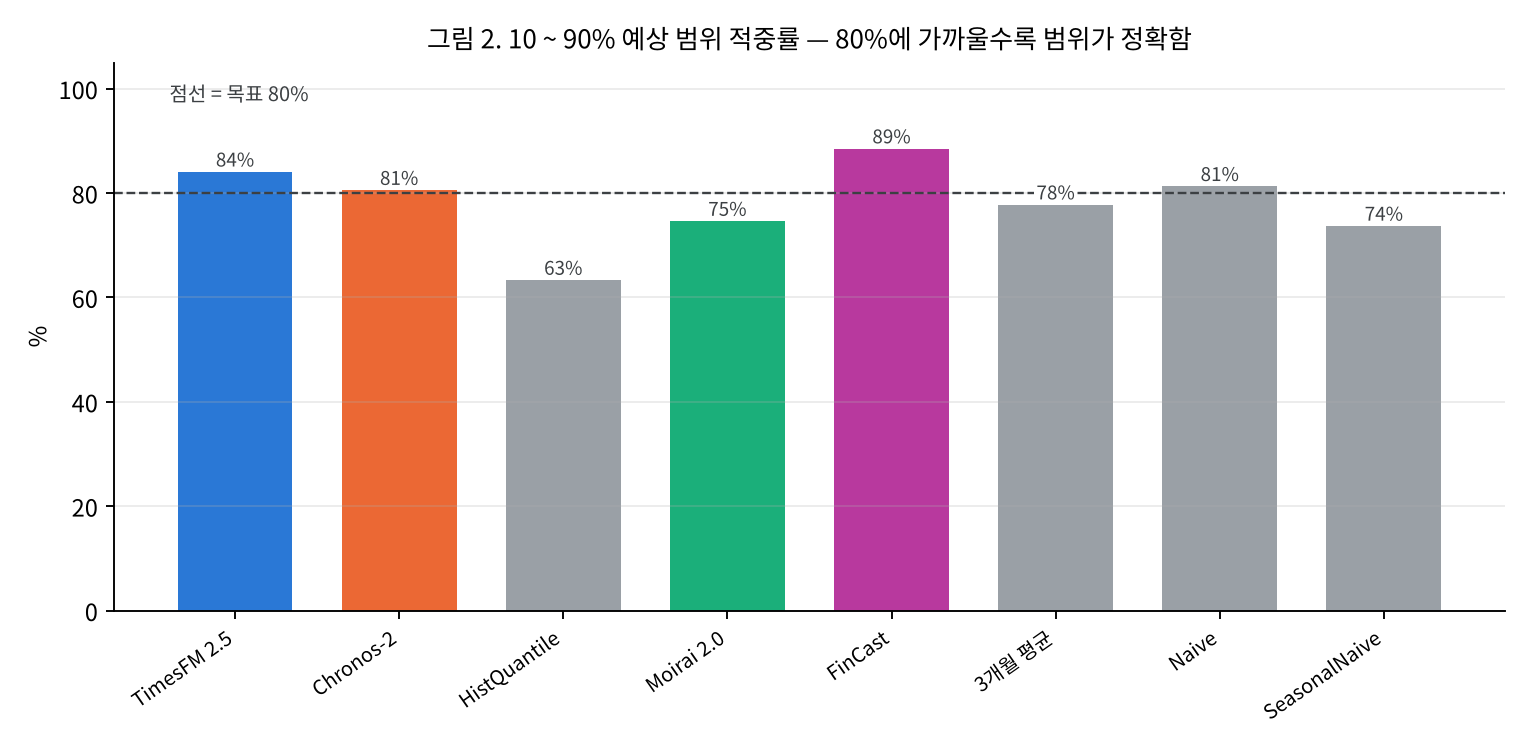 그림 2. 10 ~ 90% 예상 범위 적중률 — 80%에 가까울수록 범위가 정확함
점선 = 목표 80%
%
100
80
60
40
20
0
84%
81%
63%
75%
89%
78%
81%
74%
TimesFM 2.5
Chronos-2
HistQuantile
Moirai 2.0
FinCast
3개월 평균
Naive
SeasonalNaive